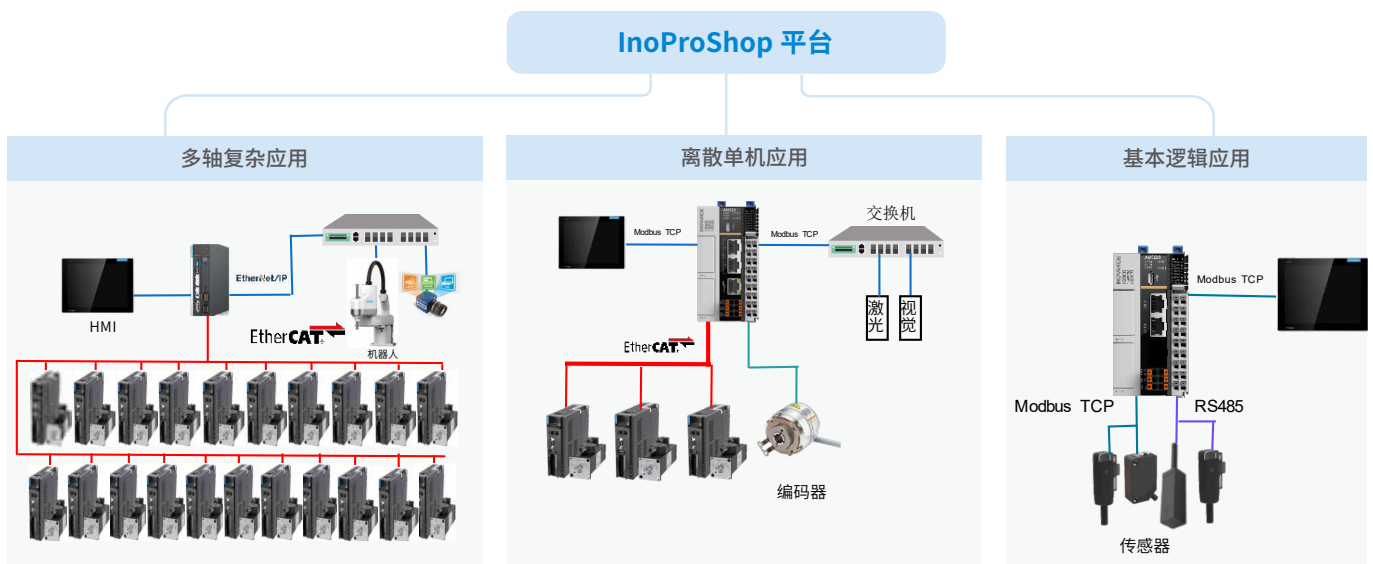 InoProShop 平台
多轴复杂应用
HMI
EtherNet/IP
EtherCAT
机器人
离散单机应用
Modbus TCP
Modbus TCP
交换机
激光
视觉
EtherCAT
编码器
基本逻辑应用
INOVANCE
Modbus TCP
Modbus TCP
RS485
传感器